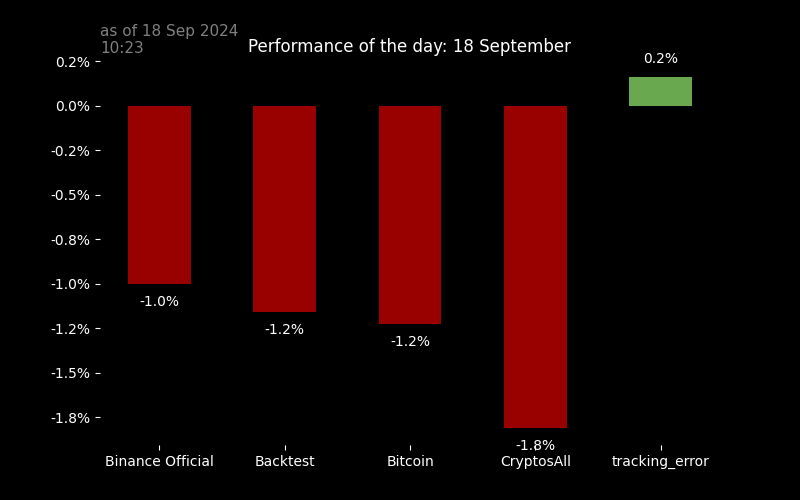 as of 18 Sep 2024
10:23
Performance of the day: 18 September
0.2%
0.2%
0.0%
-0.2%
-0.5%
-0.8%
-1.0%
-1.2%
-1.5%
-1.8%
-1.0%
-1.2%
-1.2%
-1.8%
Binance Official
Backtest
Bitcoin
CryptosAll
tracking_error